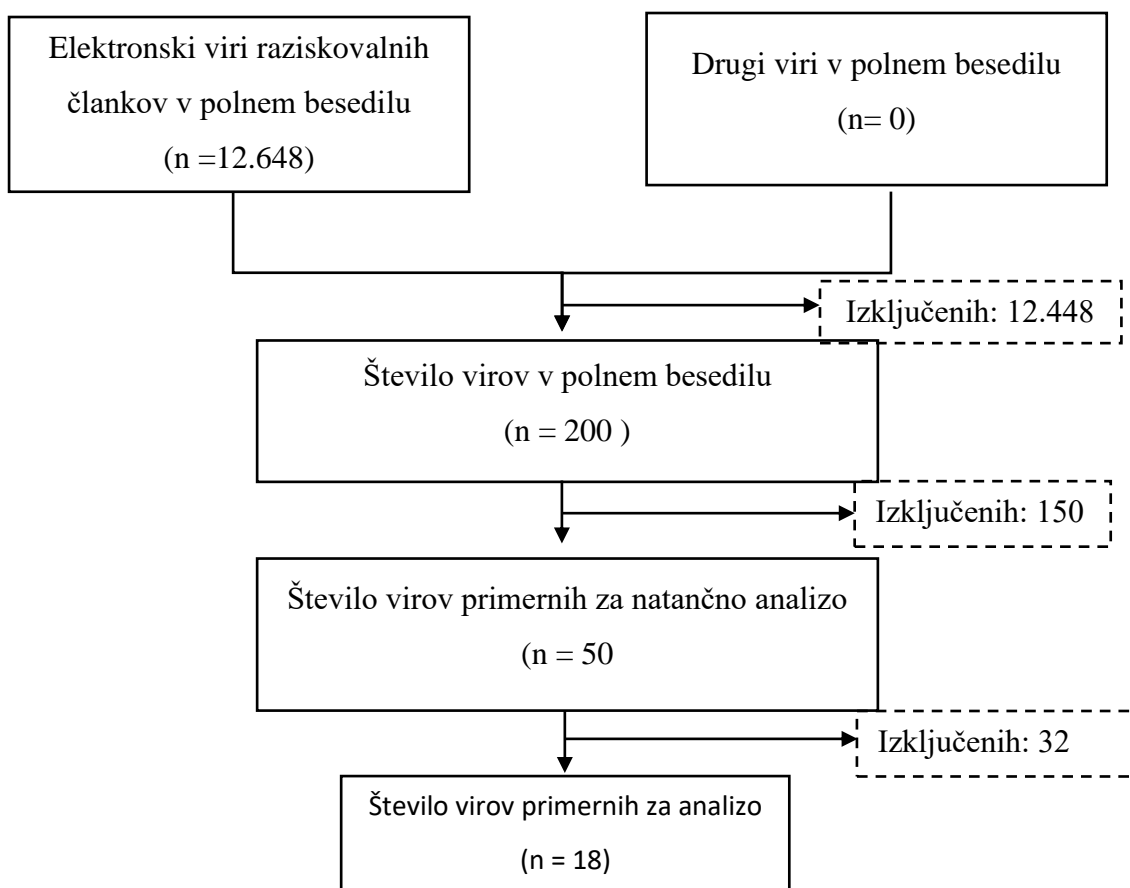 Elektronski viri raziskovalnih
člankov v polnem besedilu
(n =12.648)
Drugi viri v polnem besedilu
(n= 0)
Izključenih: 12.448
Število virov v polnem besedilu
(n = 200 )
Izključenih: 150
Število virov primernih za natančno analizo
(n = 50
Izključenih: 32
Število virov primernih za analizo
(n = 18)